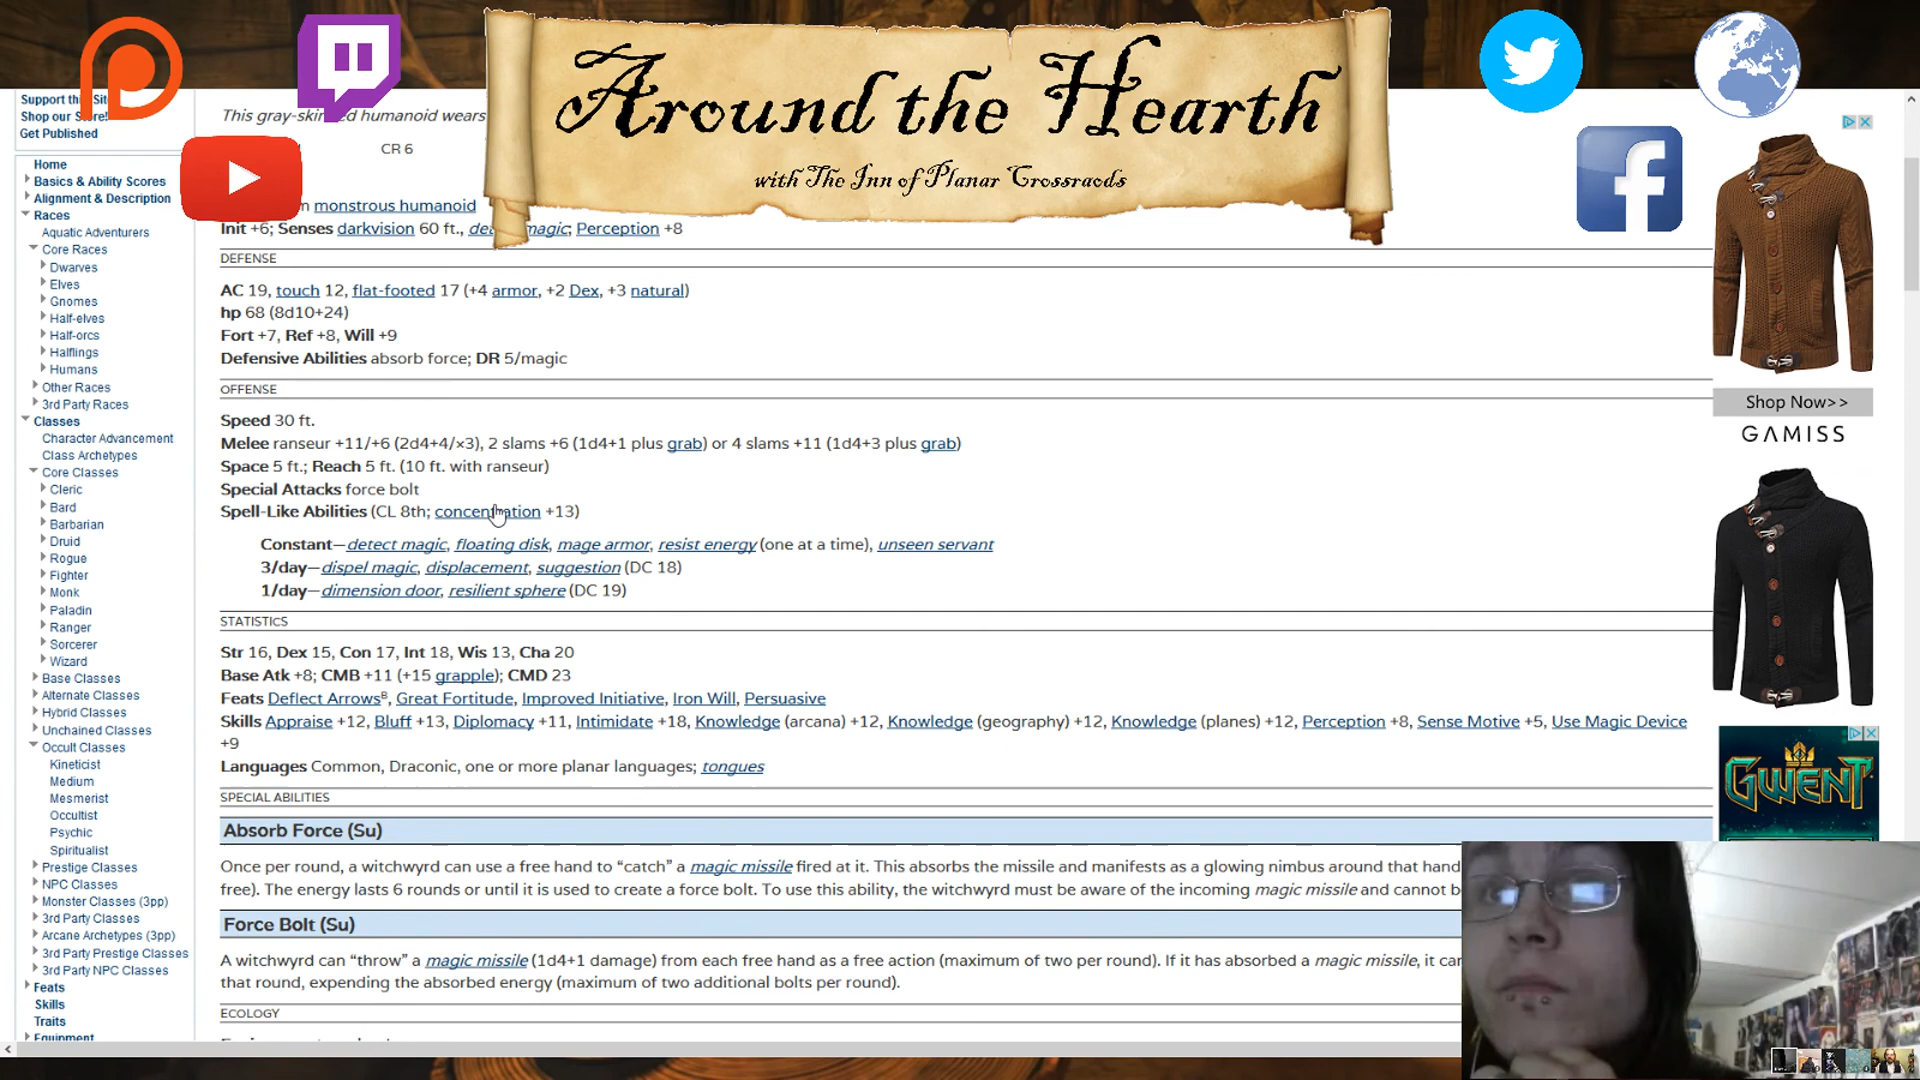 Around the Hearth
with The Inn of Planar Crossraods
Support th
Shop our S re!
Get Published
Home
Basics & Ability Scores
Alignment & Description
Races
Aquatic Adventurers
Core Races
Dwarves
Elves
Gnomes
Half-elves
Half-orcs
Halflings
Humans
Other Races
3rd Party Races
Classes
Character Advancement
Class Archetypes
Core Classes
Cleric
Bard
Barbarian
Druid
Rogue
Fighter
Monk
Paladin
Ranger
Sorcerer
Wizard
Base Classes
Alternate Classes
Hybrid Classes
Unchained Classes
Occult Classes
Kineticist
Medium
Mesmerist
Occultist
Psychic
Spiritualist
Prestige Classes
NPC Classes
Monster Classes (3pp)
3rd Party Classes
Arcane Archetypes (3pp)
3rd Party Prestige Classes
3rd Party NPC Classes
Feats
Skills
Traits
Equipment
This gray-skin d humanoid wears
CR 6
m monstrous humanoid
Init +6; Senses darkvision 60 ft., de magic; Perception +8
DEFENSE
AC 19, touch 12, flat-footed 17 (+4 armor, +2 Dex, +3 natural)
hp 68 (8d10+24)
Fort +7, Ref +8, Will +9
Defensive Abilities absorb force; DR 5/magic
OFFENSE
Speed 30 ft.
Melee ranseur +11/+6 (2d4+4/×3), 2 slams +6 (1d4+1 plus grab) or 4 slams +11 (1d4+3 plus grab)
Space 5 ft.; Reach 5 ft. (10 ft. with ranseur)
Special Attacks force bolt
Spell-Like Abilities (CL 8th; concentration +13)
Constant—detect magic, floating disk, mage armor, resist energy (one at a time), unseen servant
3/day—dispel magic, displacement, suggestion (DC 18)
1/day—dimension door, resilient sphere (DC 19)
STATISTICS
Str 16, Dex 15, Con 17, Int 18, Wis 13, Cha 20
Base Atk +8; CMB +11 (+15 grapple); CMD 23
Feats Deflect Arrowsᴮ, Great Fortitude, Improved Initiative, Iron Will, Persuasive
Skills Appraise +12, Bluff +13, Diplomacy +11, Intimidate +18, Knowledge (arcana) +12, Knowledge (geography) +12, Knowledge (planes) +12, Perception +8, Sense Motive +5, Use Magic Device
+9
Languages Common, Draconic, one or more planar languages; tongues
SPECIAL ABILITIES
Absorb Force (Su)
Once per round, a witchwyrd can use a free hand to “catch” a magic missile fired at it. This absorbs the missile and manifests as a glowing nimbus around that hand
free). The energy lasts 6 rounds or until it is used to create a force bolt. To use this ability, the witchwyrd must be aware of the incoming magic missile and cannot b
Force Bolt (Su)
A witchwyrd can “throw” a magic missile (1d4+1 damage) from each free hand as a free action (maximum of two per round). If it has absorbed a magic missile, it ca
that round, expending the absorbed energy (maximum of two additional bolts per round).
ECOLOGY
Shop Now>>
GAMISS
GWENT